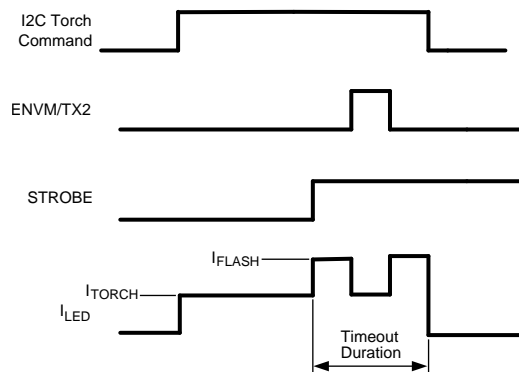 I2C Torch
Command
ENVM/TX2
STROBE
IFLASH
ITORCH
ILED
Timeout
Duration